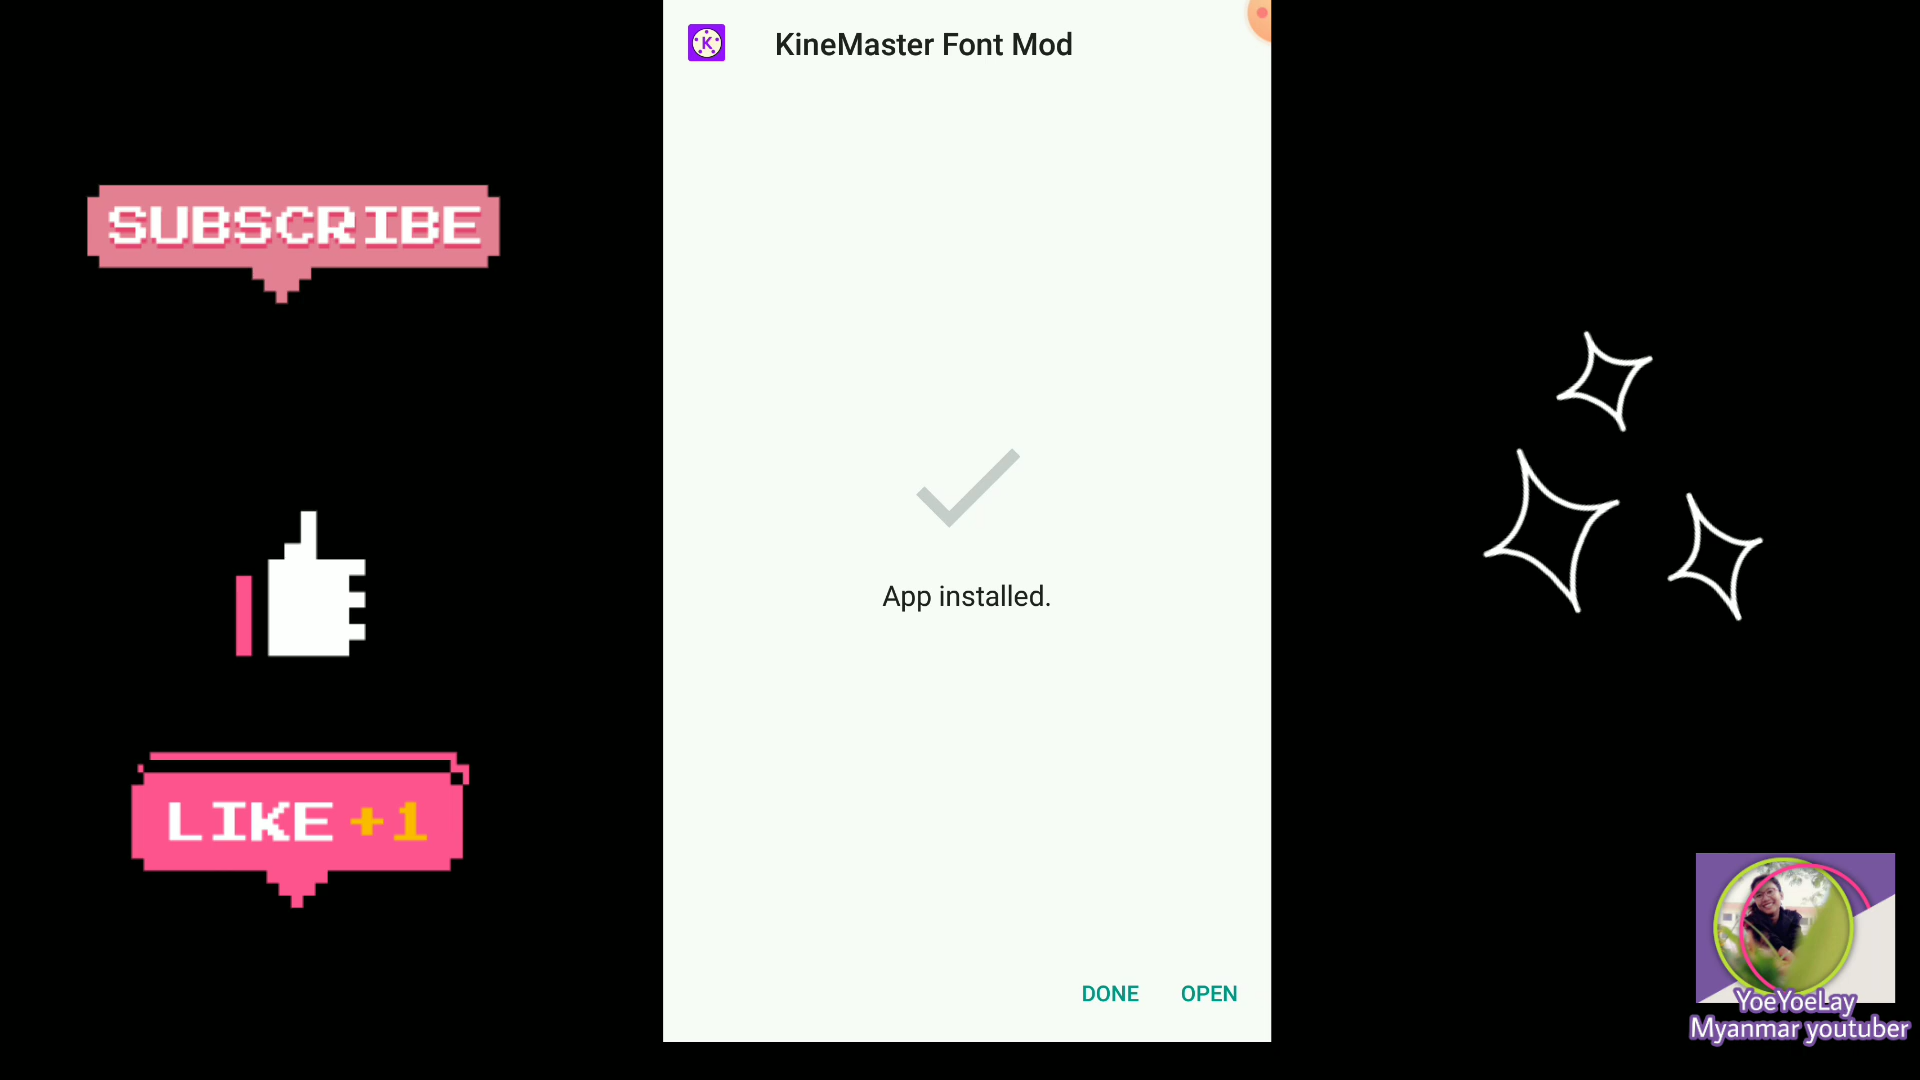 KineMaster Font Mod
SUBSCRIBE
App installed.
LIKE +1
DONE OPEN
YoeYoeLay
Myanmar youtuber